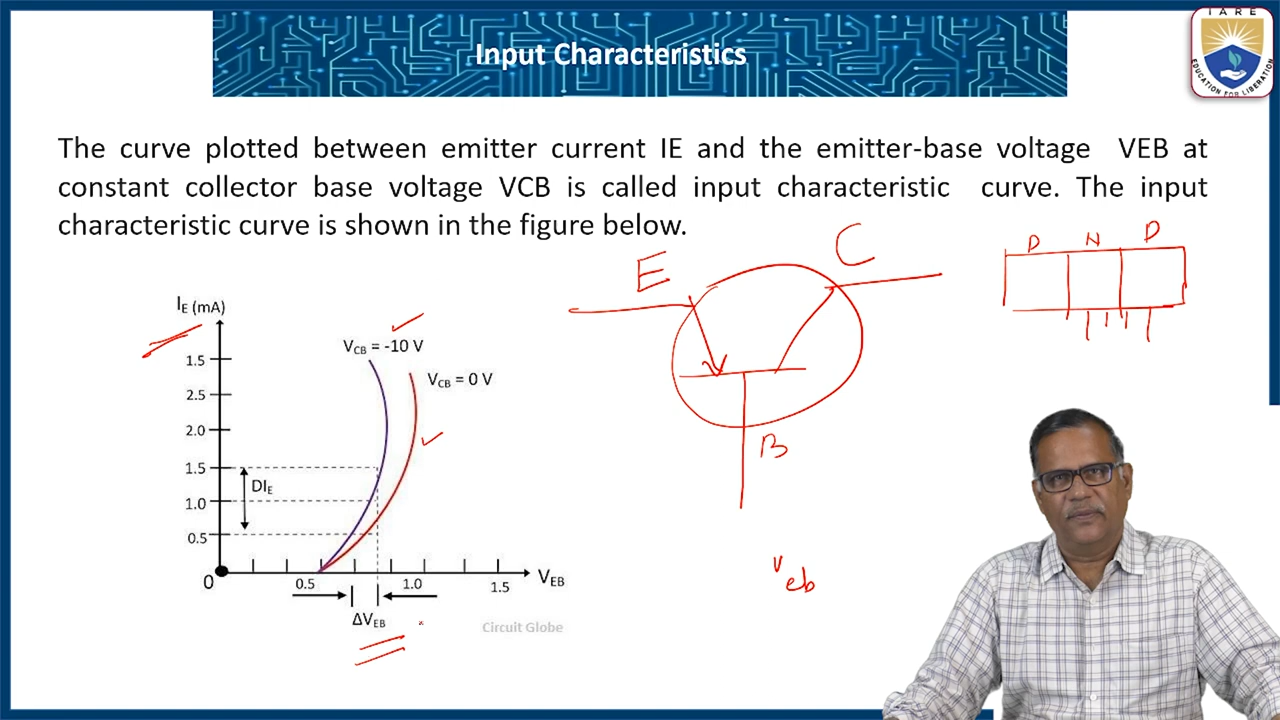 Input Characteristics
IARE
EDUCATION FOR LIBERATION
The curve plotted between emitter current IE and the emitter-base voltage VEB at
constant collector base voltage VCB is called input characteristic curve. The input
characteristic curve is shown in the figure below.
P N P
E C
B
V eb
IE (mA)
VCB = -10 V
VCB = 0 V
1.5
2.5
2.0
1.5
DIE
1.0
0.5
0 0.5 1.0 1.5 VEB
ΔVEB
Circuit Globe